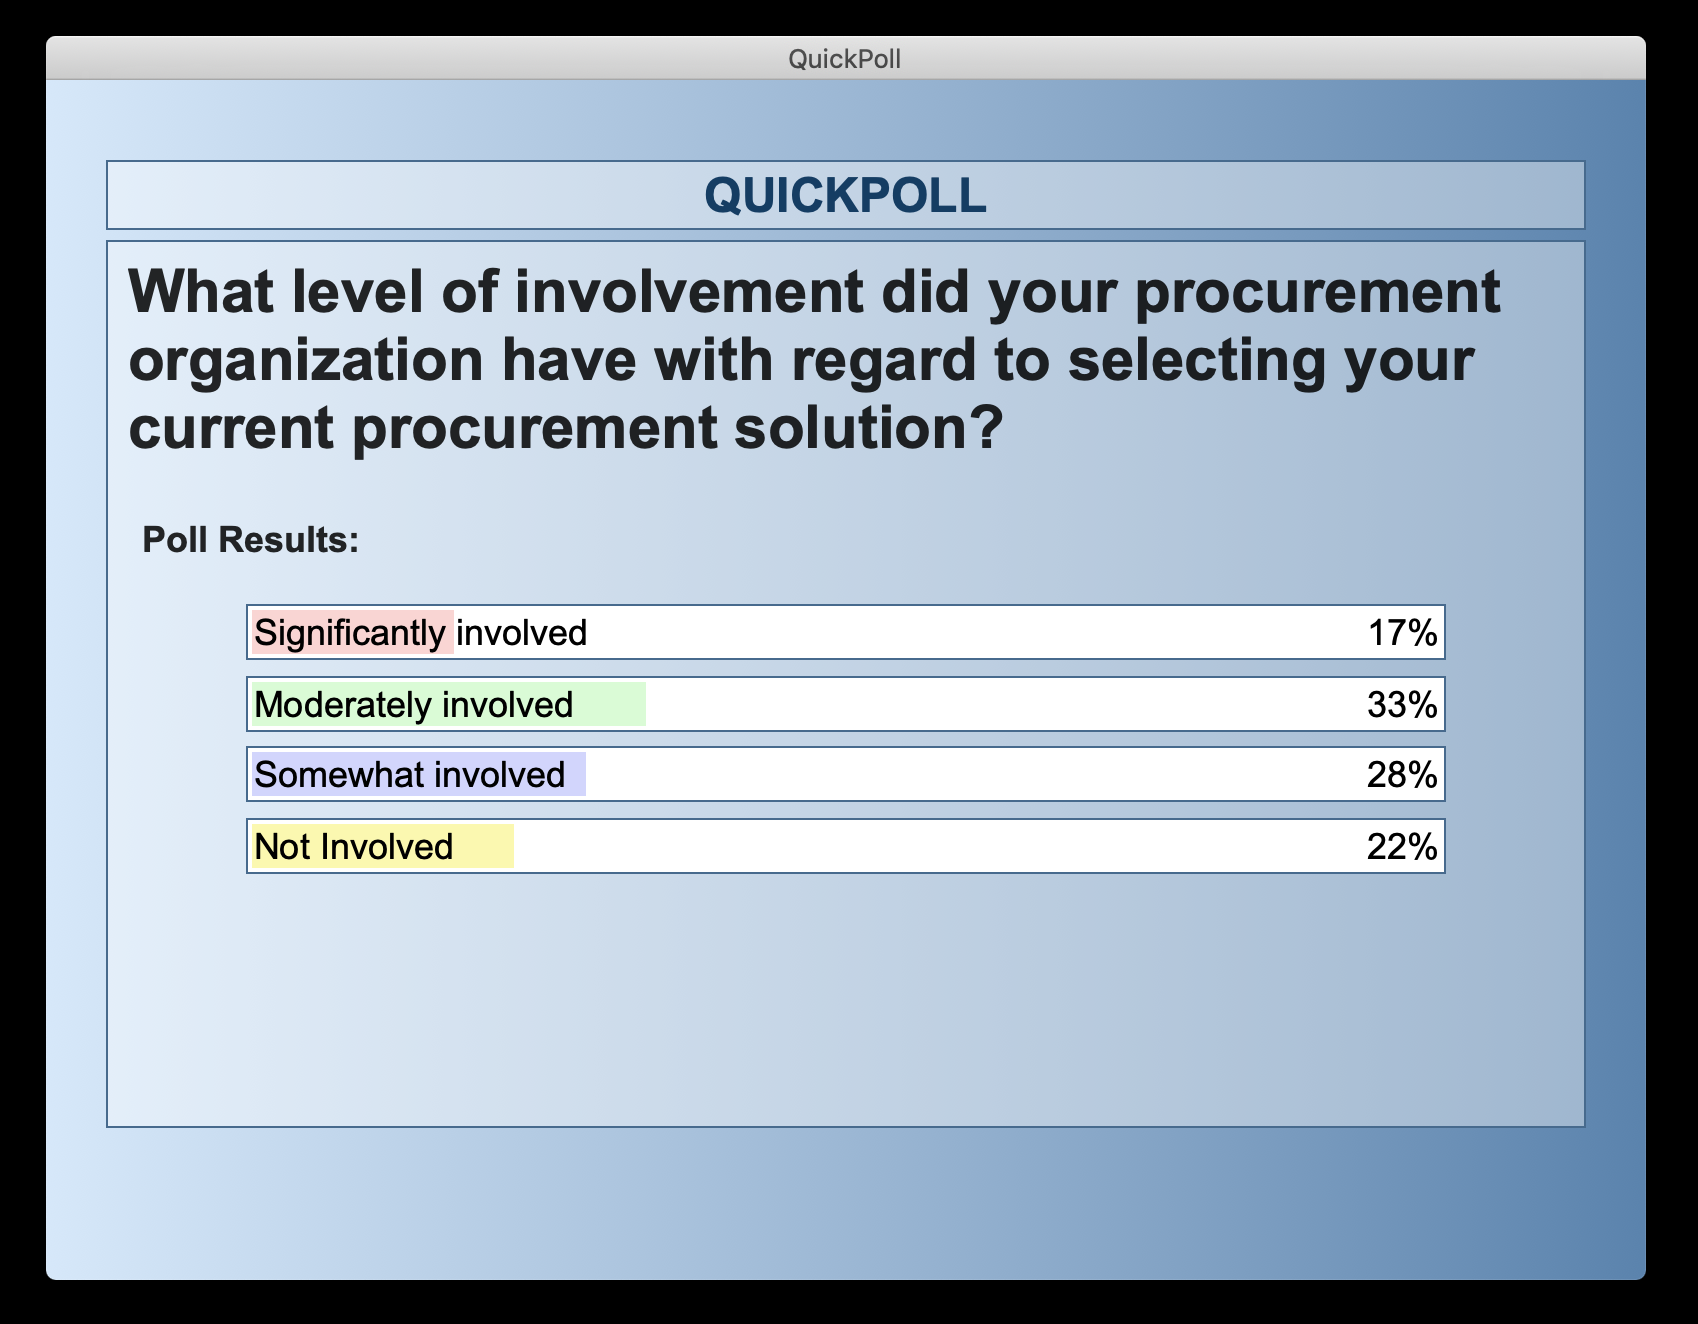 QuickPoll
QUICKPOLL
What level of involvement did your procurement
organization have with regard to selecting your
current procurement solution?
Poll Results:
Significantly involved 17%
Moderately involved 33%
Somewhat involved 28%
Not Involved 22%